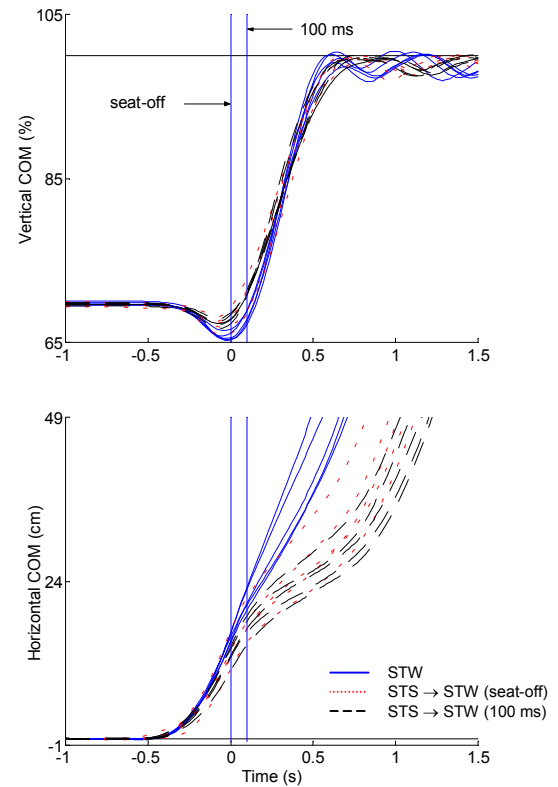 105
100 ms
seat-off
85
Vertical COM (%)
65
-1
-0.5
0
0.5
1
1.5
49
24
Horizontal COM (cm)
-1
STW
STS → STW (seat-off)
STS → STW (100 ms)
-1
-0.5
0
0.5
1
1.5
Time (s)